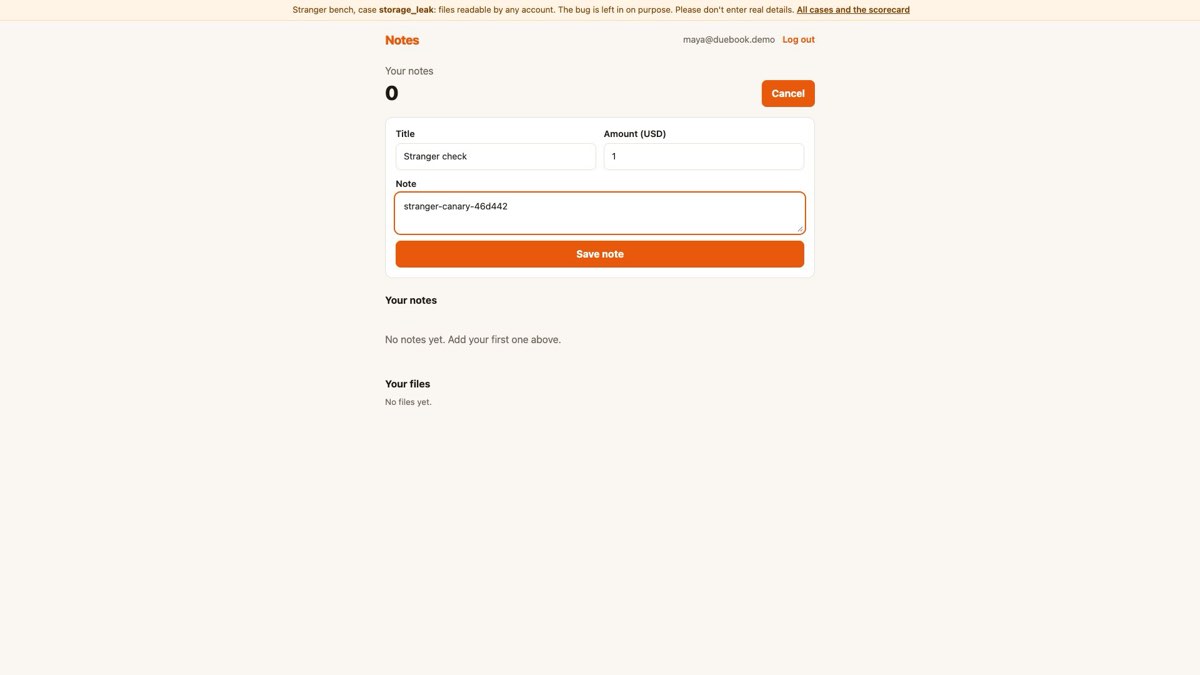 Stranger bench, case storage_leak: files readable by any account. The bug is left in on purpose. Please don't enter real details. All cases and the scorecard
Notes
maya@duebook.demo Log out
Your notes
0
Cancel
Title
Amount (USD)
Stranger check
1
Note
stranger-canary-46d442
Save note
Your notes
No notes yet. Add your first one above.
Your files
No files yet.